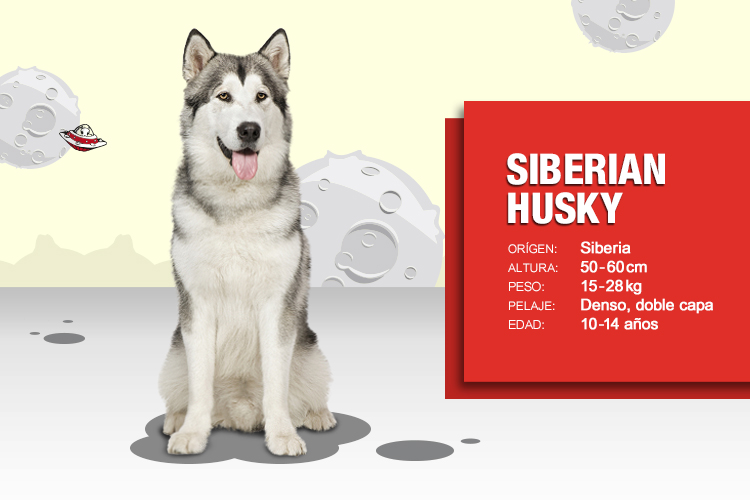 SIBERIAN
HUSKY
ORÍGEN: Siberia
ALTURA: 50-60cm
PESO: 15-28kg
PELAJE: Denso, doble capa
EDAD: 10-14 años